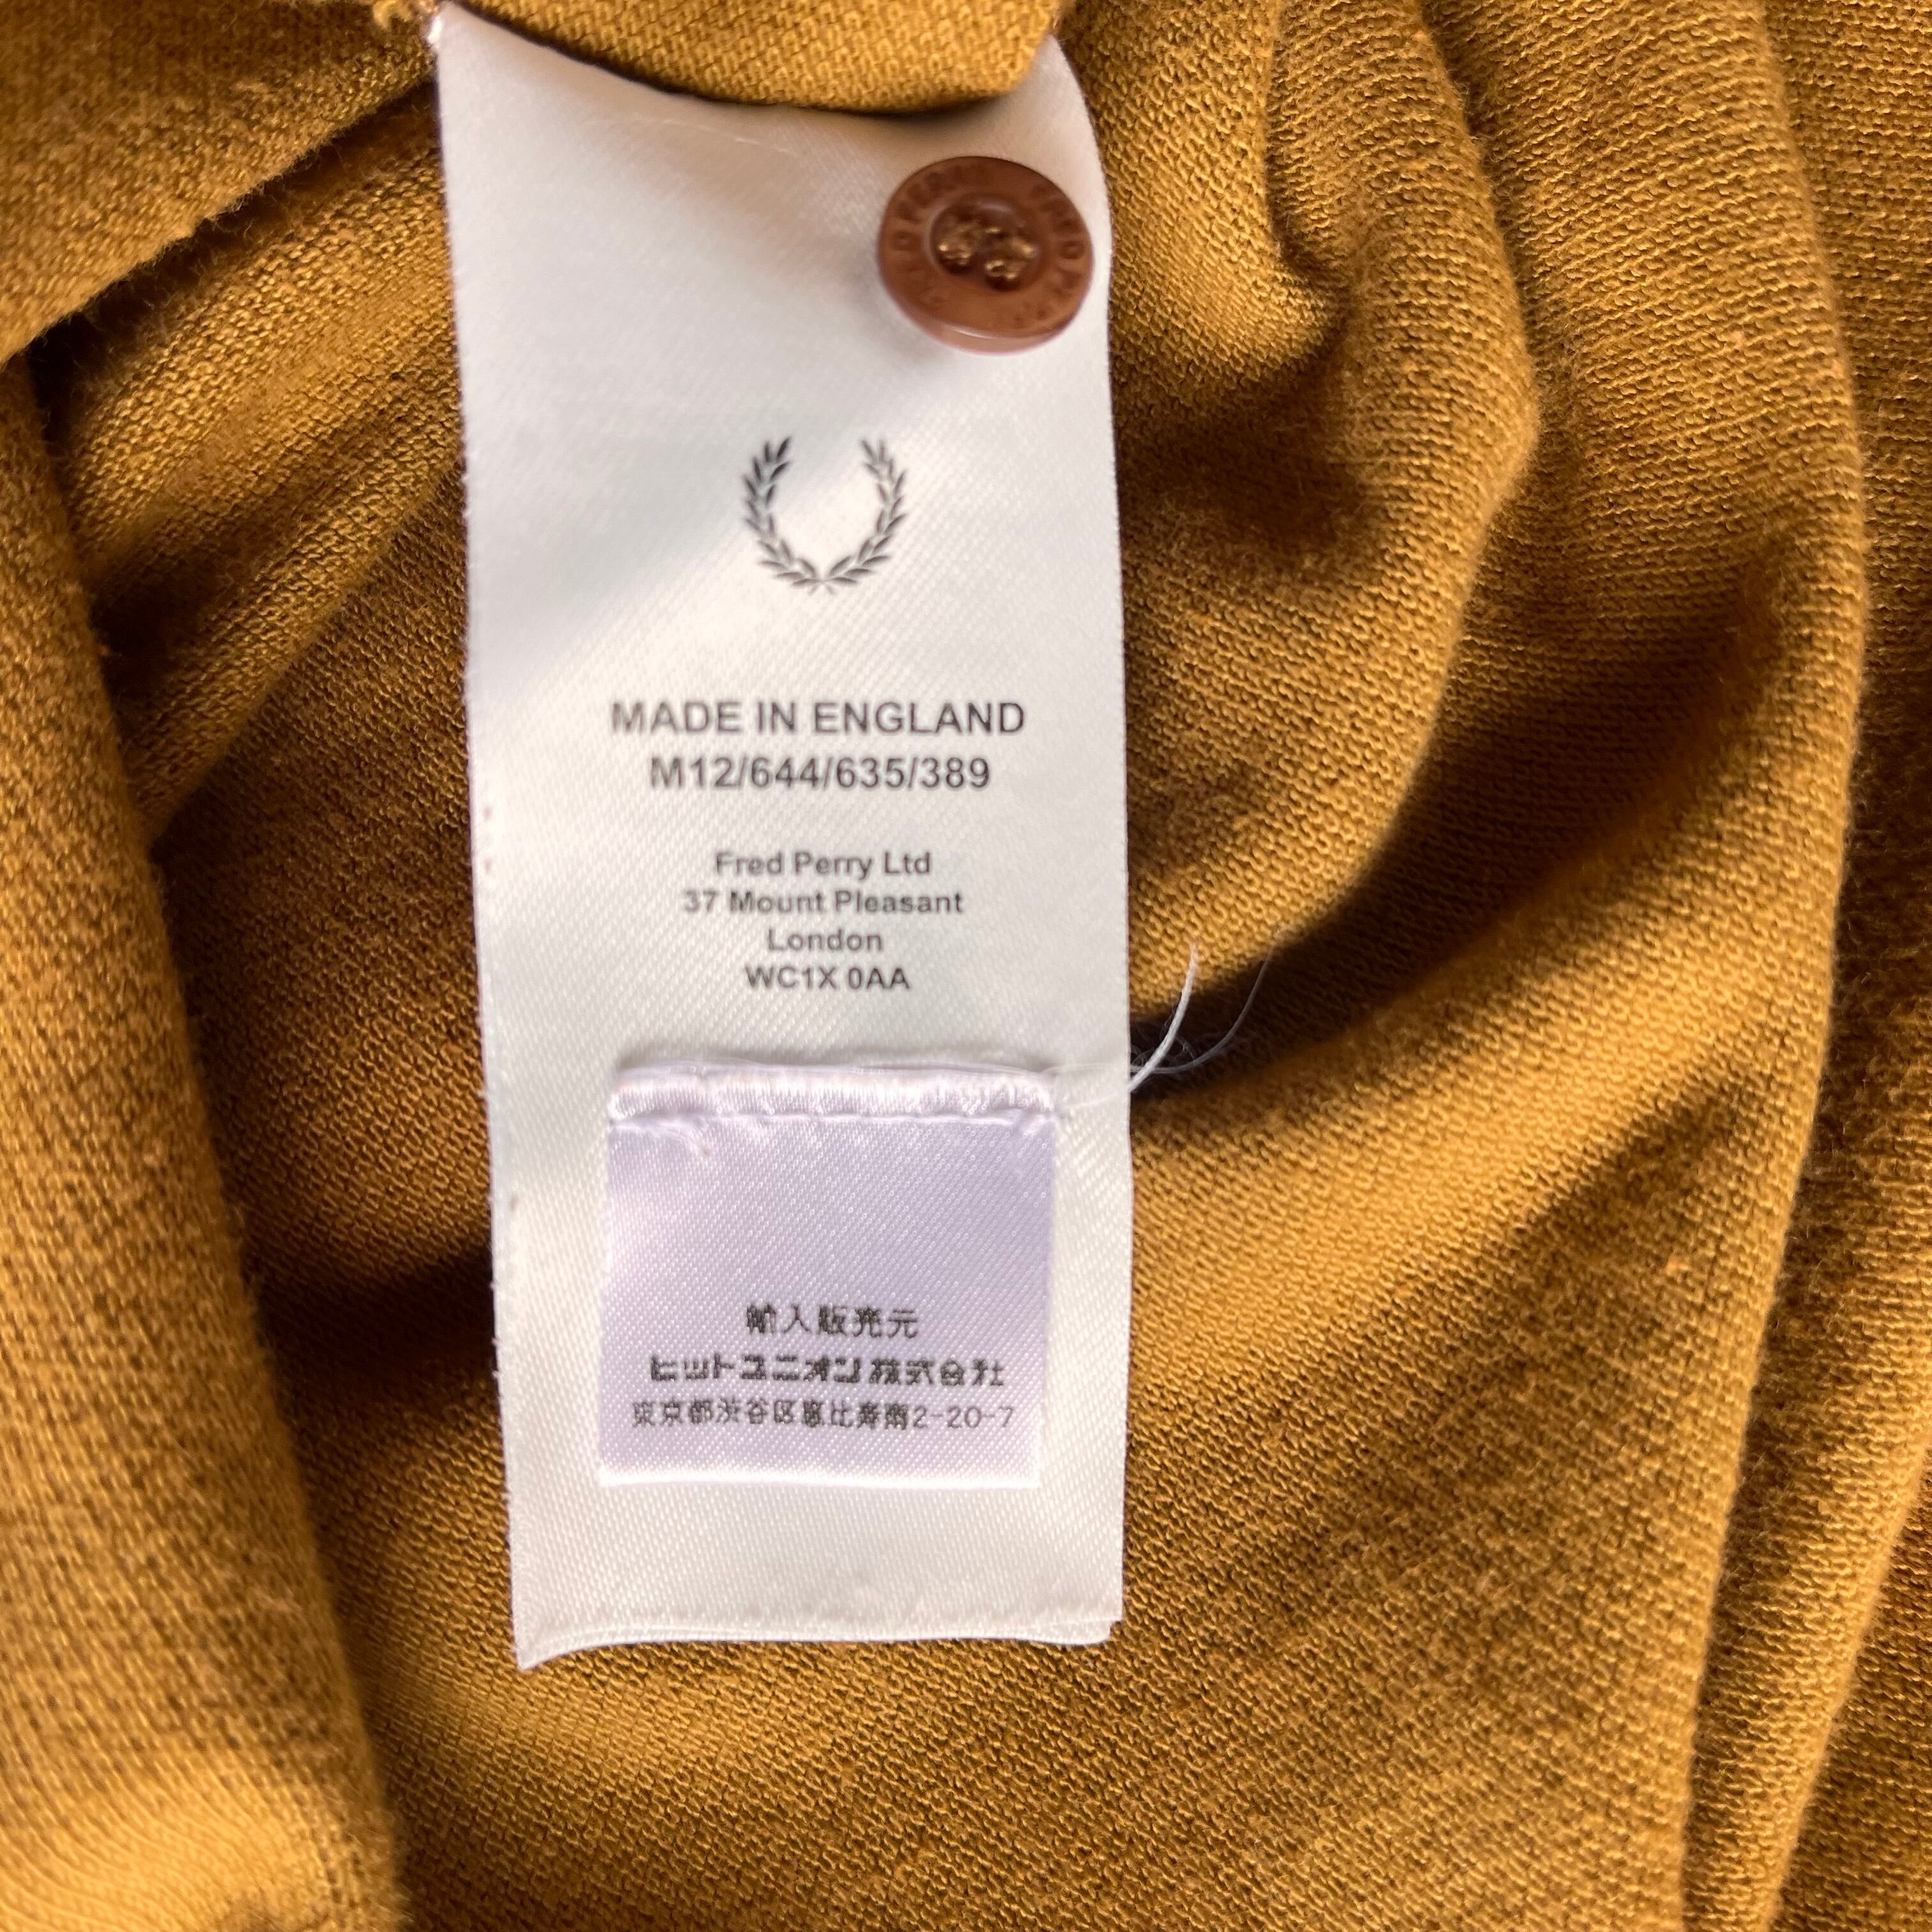 FRED PERRY
MADE IN ENGLAND
M12/644/635/389
Fred Perry Ltd
37 Mount Pleasant
London
WC1X 0AA
輸入販売元
ヒットユニオン株式会社
東京都渋谷区恵比寿南2-20-7